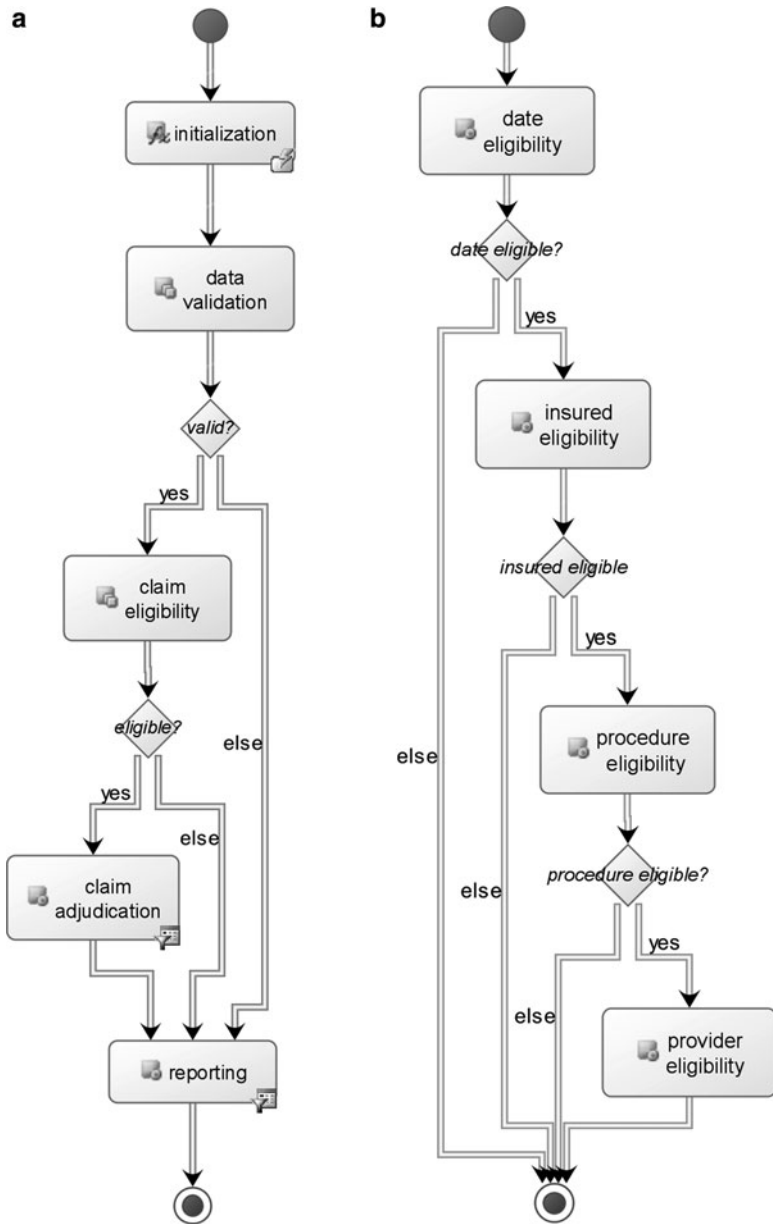 a
initialization
data
validation
valid?
yes
claim
eligibility
eligible?
else
yes
else
claim
adjudication
reporting
b
date
eligibility
date eligible?
yes
insured
eligibility
insured eligible
yes
procedure
eligibility
else
procedure eligible?
else
yes
else
provider
eligibility